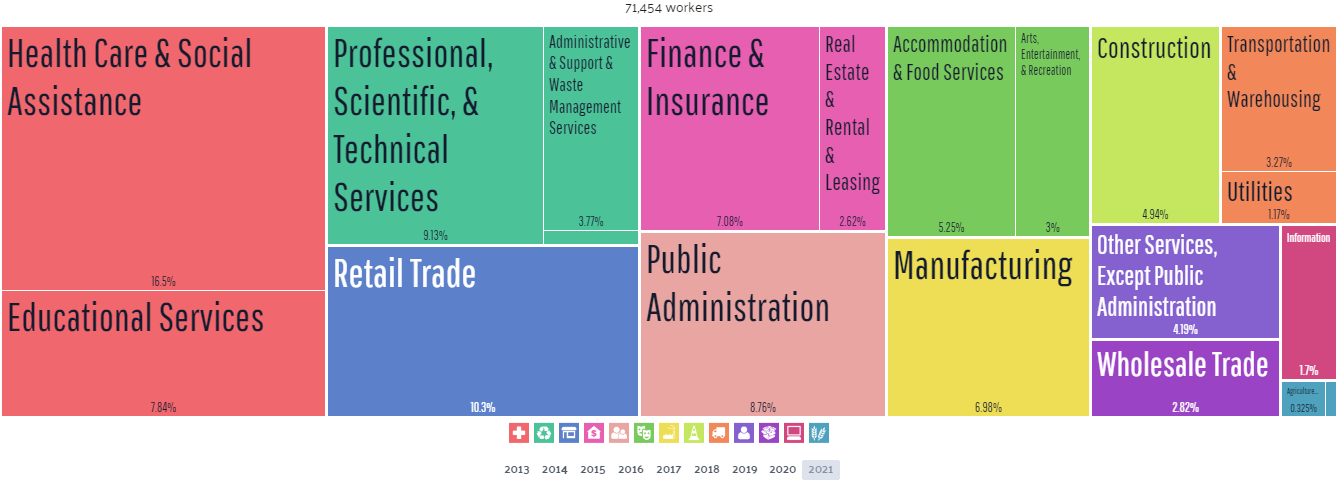 71,454 workers
Health Care & Social
Assistance
16.5%
Educational Services
7.84%
Professional,
Scientific, &
Technical
Services
9.13%
Administrative
& Support &
Waste
Management
Services
3.77%
Retail Trade
10.3%
Finance &
Insurance
7.08%
Real
Estate
&
Rental
&
Leasing
2.62%
Public
Administration
8.76%
Accommodation
& Food Services
5.25%
Arts,
Entertainment,
& Recreation
3%
Manufacturing
6.98%
Construction
4.94%
Transportation
&
Warehousing
3.27%
Utilities
1.17%
Other Services,
Except Public
Administration
4.19%
Wholesale Trade
2.82%
Information
1.7%
Agriculture...
0.325%
2013 2014 2015 2016 2017 2018 2019 2020 2021